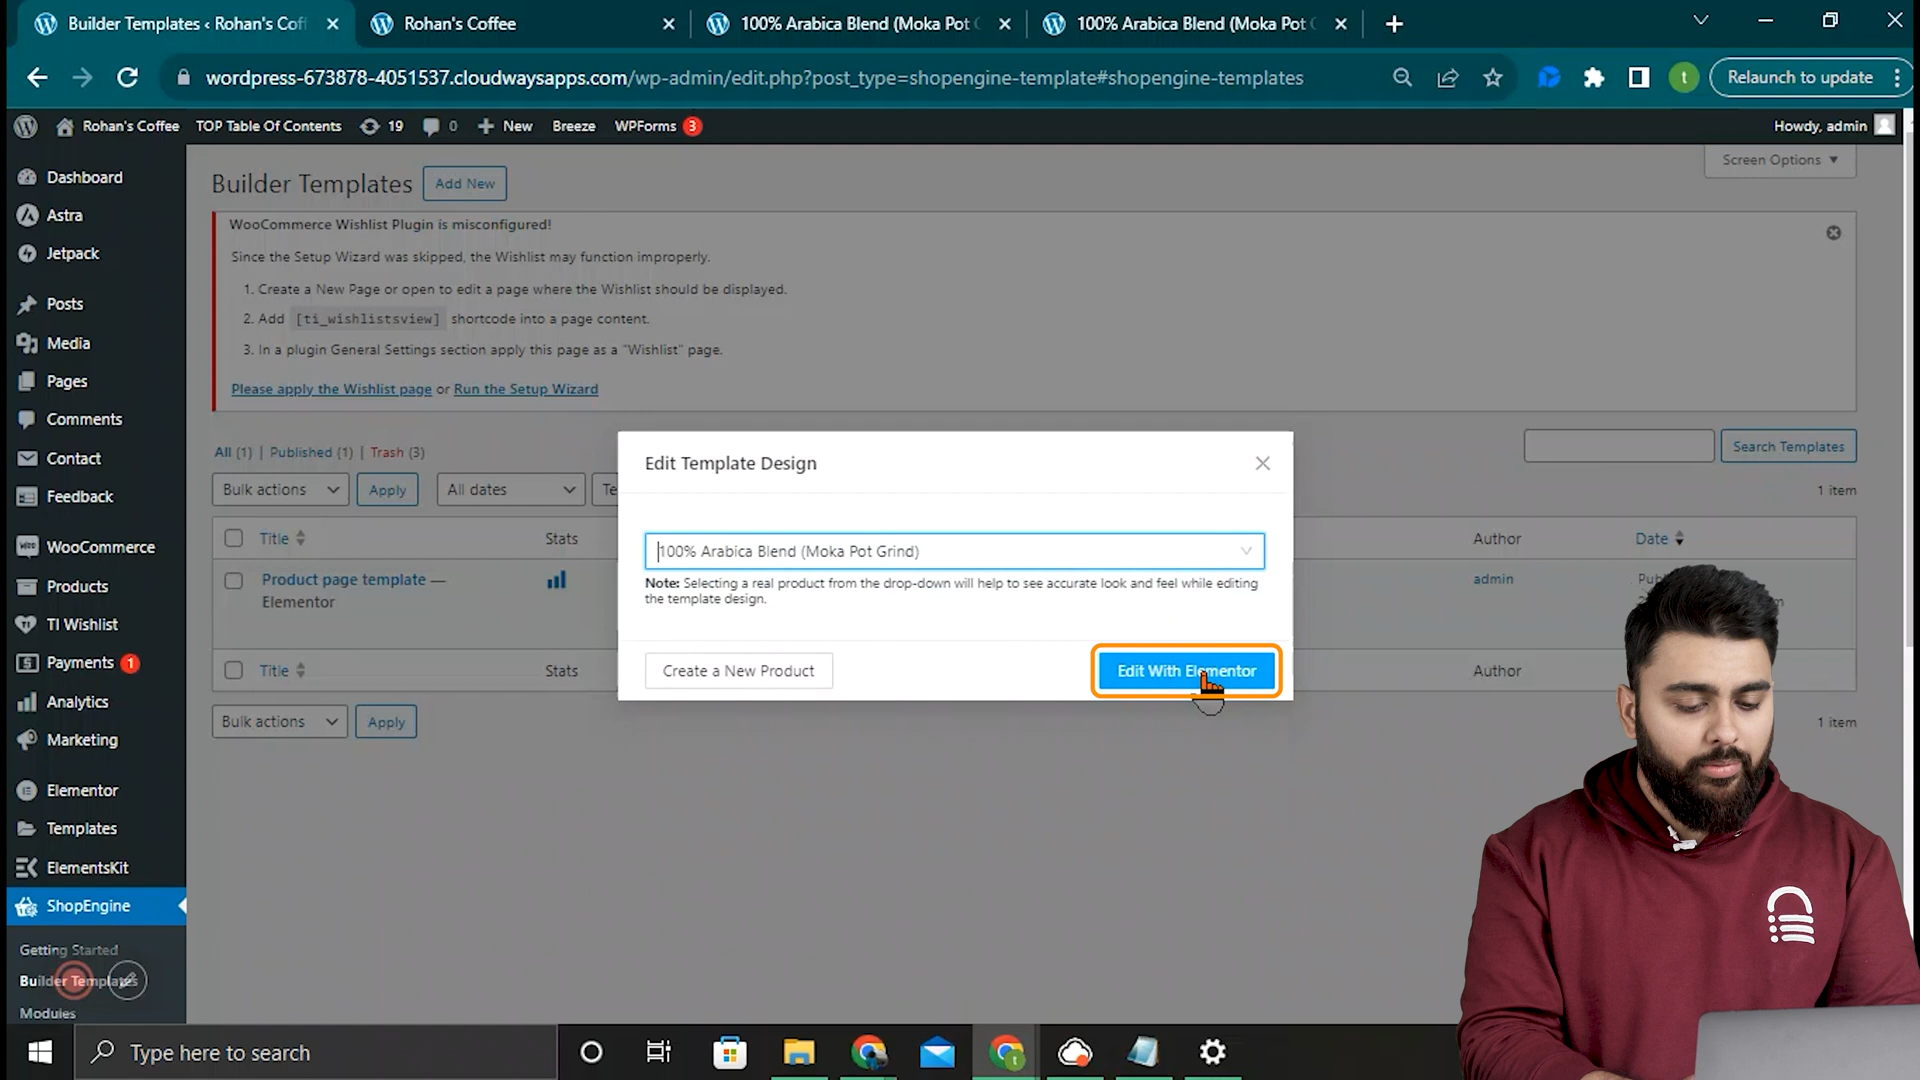 Builder Templates ‹ Rohan's Cof
Rohan's Coffee
100% Arabica Blend (Moka Pot
100% Arabica Blend (Moka Pot
wordpress-673878-4051537.cloudwaysapps.com/wp-admin/edit.php?post_type=shopengine-template#shopengine-templates
t
Relaunch to update
Rohan's Coffee
TOP Table Of Contents
19
0
New
Breeze
WPForms 3
Howdy, admin
Dashboard
Astra
Jetpack
Posts
Media
Pages
Comments
Contact
Feedback
WooCommerce
Products
TI Wishlist
Payments 1
Analytics
Marketing
Elementor
Templates
ElementsKit
ShopEngine
Getting Started
Builder Templates
Modules
Screen Options
Builder Templates
Add New
WooCommerce Wishlist Plugin is misconfigured!
Since the Setup Wizard was skipped, the Wishlist may function improperly.
1. Create a New Page or open to edit a page where the Wishlist should be displayed.
2. Add [ti_wishlistsview] shortcode into a page content.
3. In a plugin General Settings section apply this page as a "Wishlist" page.
Please apply the Wishlist page or Run the Setup Wizard
All (1) | Published (1) | Trash (3)
Search Templates
Bulk actions
Apply
All dates
1 item
Title
Stats
Author
Date
Product page template —
Elementor
admin
Title
Stats
Author
Bulk actions
Apply
1 item
Edit Template Design
100% Arabica Blend (Moka Pot Grind)
Note: Selecting a real product from the drop-down will help to see accurate look and feel while editing
the template design.
Create a New Product
Edit With Elementor
Type here to search